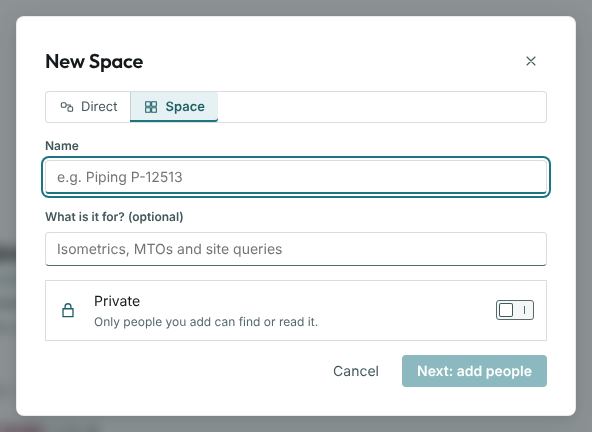 New Space
Direct
Space
Name
e.g. Piping P-12513
What is it for? (optional)
Isometrics, MTOs and site queries
Private
Only people you add can find or read it.
Cancel
Next: add people